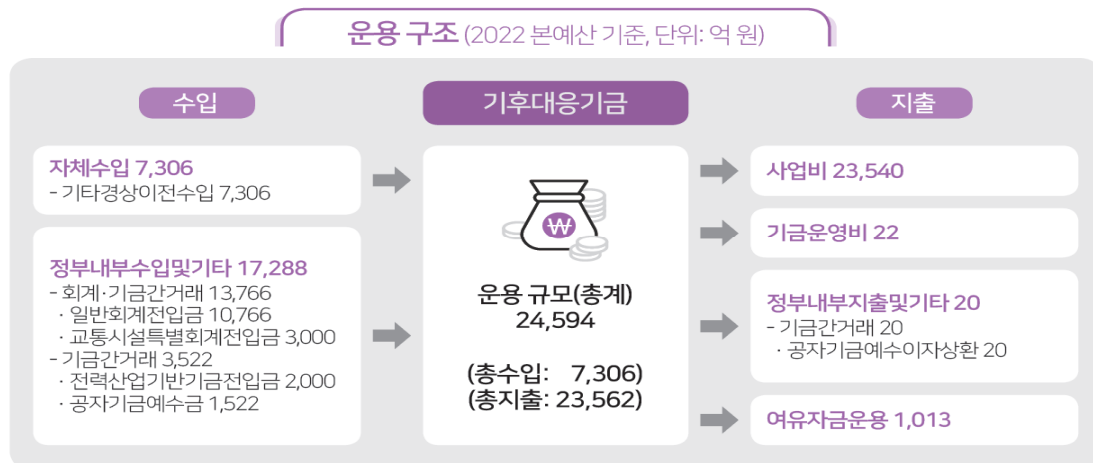 운용 구조 (2022 본예산 기준, 단위: 억 원)
수입
자체수입 7,306
- 기타경상이전수입 7,306
정부내부수입및기타 17,288
- 회계·기금간거래 13,766
· 일반회계전입금 10,766
· 교통시설특별회계전입금 3,000
- 기금간거래 3,522
· 전력산업기반기금전입금 2,000
· 공자기금예수금 1,522
기후대응기금
₩
운용 규모(총계)
24,594
(총수입: 7,306)
(총지출: 23,562)
지출
사업비 23,540
기금운영비 22
정부내부지출및기타 20
- 기금간거래 20
· 공자기금예수이자상환 20
여유자금운용 1,013